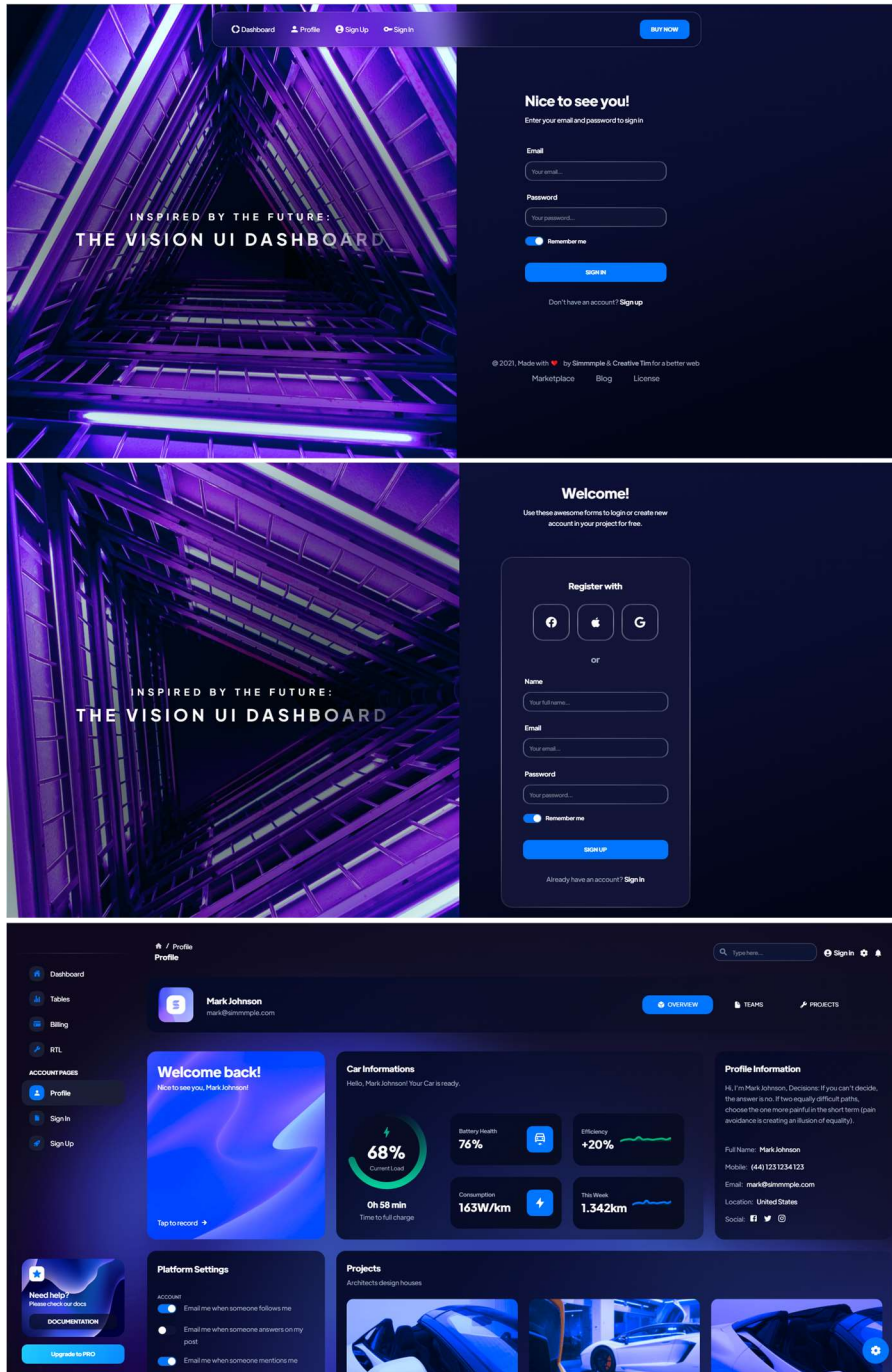 Dashboard
Profile
Sign Up
Sign In
BUY NOW
INSPIRED BY THE FUTURE:
THE VISION UI DASHBOARD
Nice to see you!
Enter your email and password to sign in
Email
Your email...
Password
Your password...
Remember me
SIGN IN
Don't have an account? Sign up
@ 2021, Made with ❤️ by Simmmple & Creative Tim for a better web
Marketplace
Blog
License
INSPIRED BY THE FUTURE:
THE VISION UI DASHBOARD
Welcome!
Use these awesome forms to login or create new
account in your project for free.
Register with
or
Name
Your full name...
Email
Your email...
Password
Your password...
Remember me
SIGN UP
Already have an account? Sign in
/ Profile
Profile
Type here...
Sign in
Dashboard
Tables
Billing
RTL
ACCOUNT PAGES
Profile
Sign In
Sign Up
Need help?
Please check our docs
DOCUMENTATION
Upgrade to PRO
Mark Johnson
mark@simmmple.com
OVERVIEW
TEAMS
PROJECTS
Welcome back!
Nice to see you, Mark Johnson!
Tap to record
Car Informations
Hello, Mark Johnson! Your Car is ready.
68%
Current Load
0h 58 min
Time to full charge
Battery Health
76%
Efficiency
+20%
Consumption
163W/km
This Week
1.342km
Profile Information
Hi, I'm Mark Johnson, Decisions: If you can't decide,
the answer is no. If two equally difficult paths,
choose the one more painful in the short term (pain
avoidance is creating an illusion of equality).
Full Name: Mark Johnson
Mobile: (44) 123 1234 123
Email: mark@simmmple.com
Location: United States
Social:
Platform Settings
ACCOUNT
Email me when someone follows me
Email me when someone answers on my
post
Email me when someone mentions me
Projects
Architects design houses